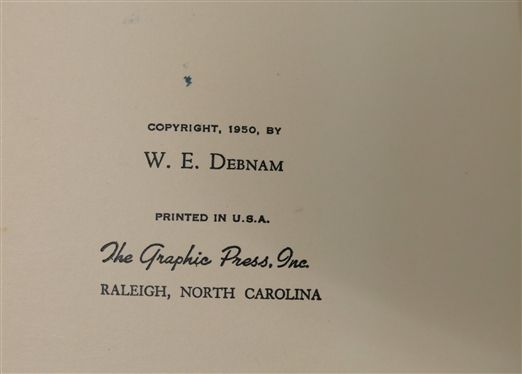 COPYRIGHT, 1950, BY
W. E. DEBNAM
PRINTED IN U.S.A.
The Graphic Press, Inc.
RALEIGH, NORTH CAROLINA